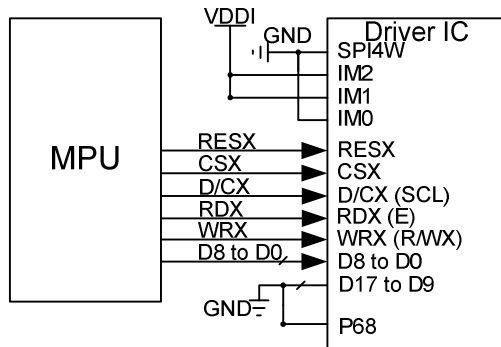 VDDI
GND
Driver IC
SPI4W
IM2
IM1
IM0
MPU
RESX
RESX
CSX
CSX
D/CX
D/CX (SCL)
RDX
RDX (E)
WRX
WRX (R/WX)
D8 to D0
D8 to D0
D17 to D9
GND
P68